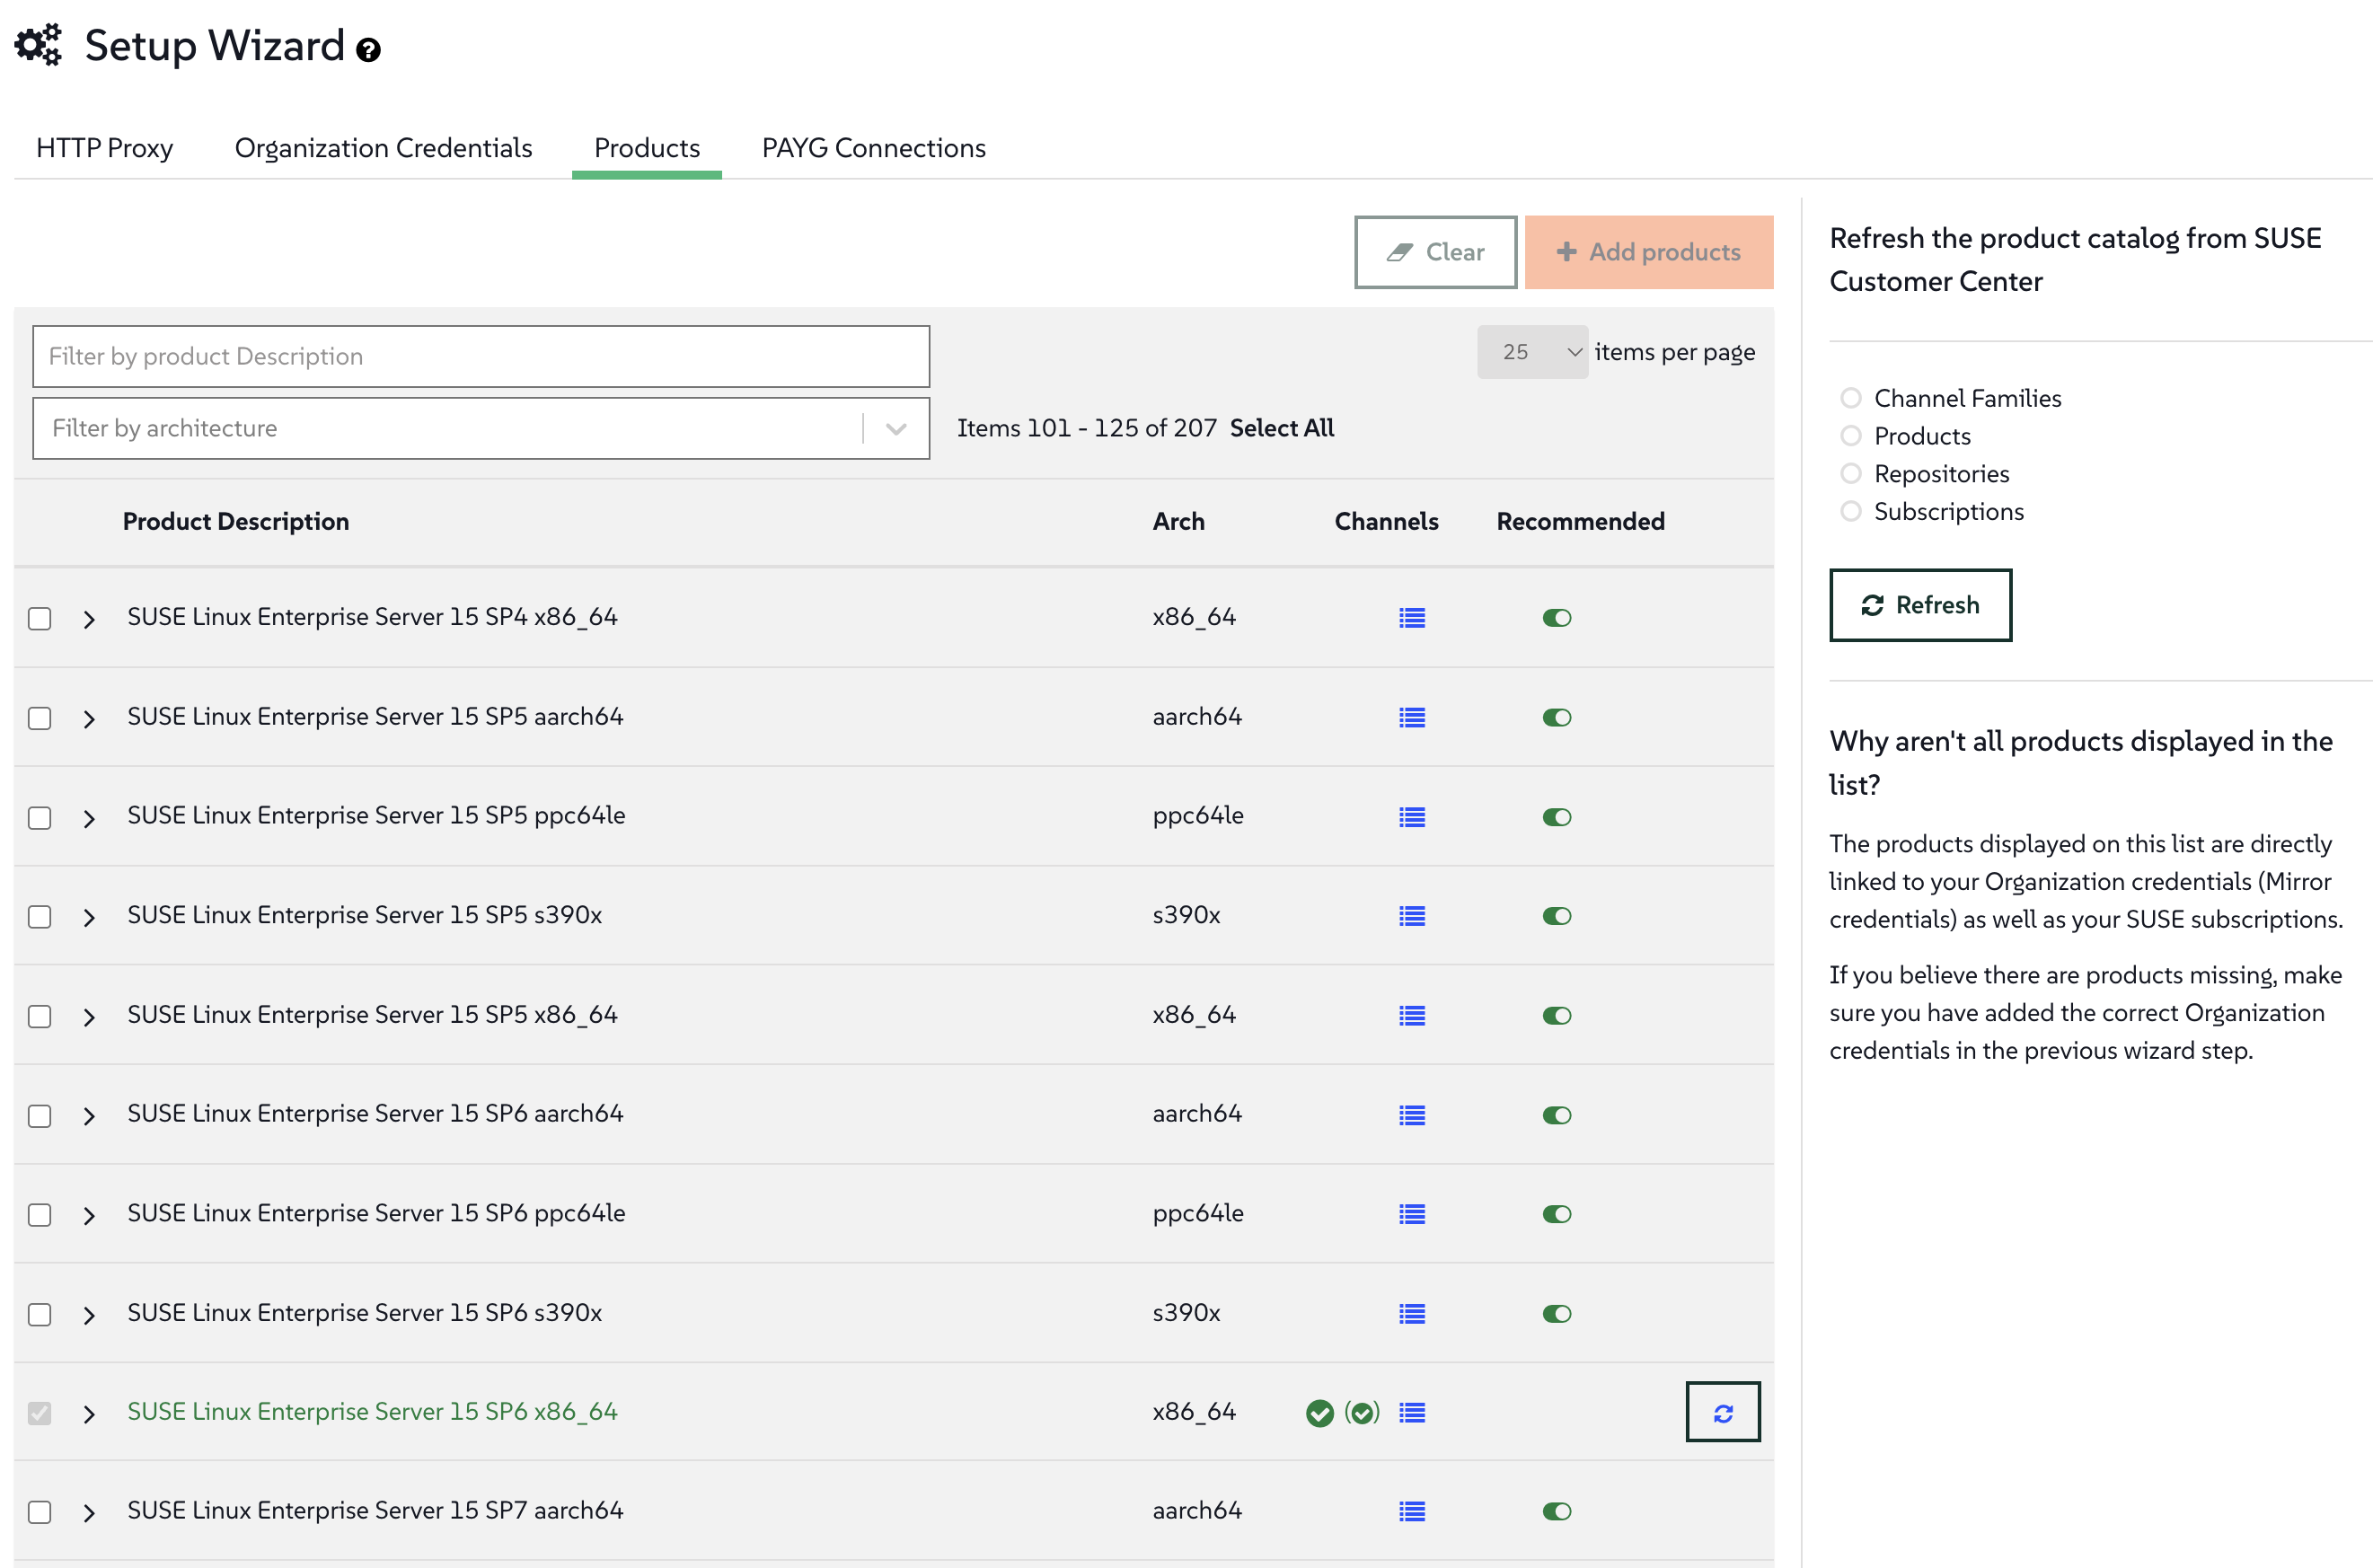 Setup Wizard
HTTP Proxy Organization Credentials Products PAYG Connections
Clear + Add products
Filter by product Description
25 items per page
Filter by architecture
Items 101 - 125 of 207 Select All
Product Description Arch Channels Recommended
SUSE Linux Enterprise Server 15 SP4 x86_64 x86_64
SUSE Linux Enterprise Server 15 SP5 aarch64 aarch64
SUSE Linux Enterprise Server 15 SP5 ppc64le ppc64le
SUSE Linux Enterprise Server 15 SP5 s390x s390x
SUSE Linux Enterprise Server 15 SP5 x86_64 x86_64
SUSE Linux Enterprise Server 15 SP6 aarch64 aarch64
SUSE Linux Enterprise Server 15 SP6 ppc64le ppc64le
SUSE Linux Enterprise Server 15 SP6 s390x s390x
SUSE Linux Enterprise Server 15 SP6 x86_64 x86_64
SUSE Linux Enterprise Server 15 SP7 aarch64 aarch64
Refresh the product catalog from SUSE
Customer Center
Channel Families
Products
Repositories
Subscriptions
Refresh
Why aren't all products displayed in the
list?
The products displayed on this list are directly
linked to your Organization credentials (Mirror
credentials) as well as your SUSE subscriptions.
If you believe there are products missing, make
sure you have added the correct Organization
credentials in the previous wizard step.